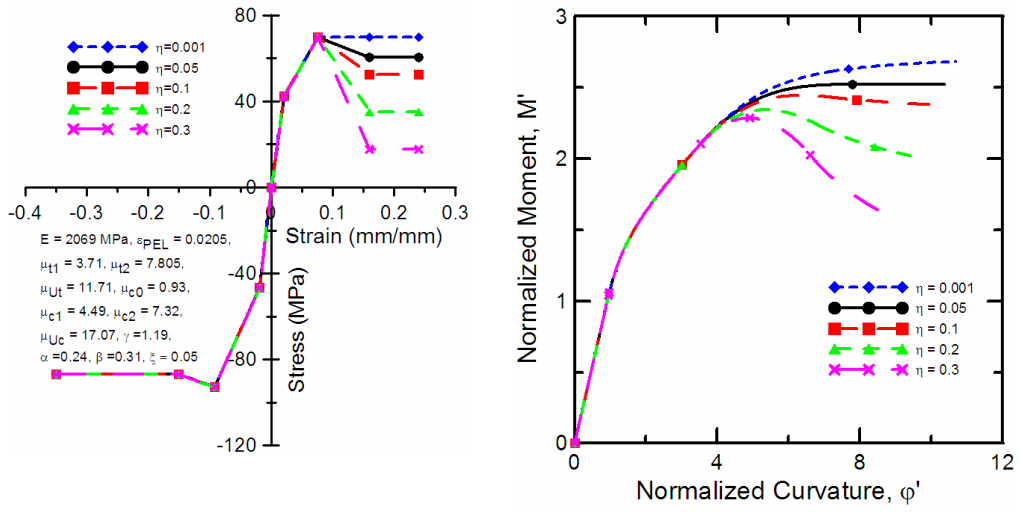 80
η=0.001
η=0.05
η=0.1
η=0.2
η=0.3
40
0
-0.4 -0.3 -0.2 -0.1 0 0.1 0.2 0.3
Strain (mm/mm)
E = 2069 MPa, εPEL = 0.0205,
μt1 = 3.71, μt2 = 7.805,
μUt = 11.71, μc0 = 0.93,
μc1 = 4.49, μc2 = 7.32,
μUc = 17.07, γ =1.19,
α =0.24, β =0.31, ξ = 0.05
-40
-80
-120
Stress (MPa)
3
2
1
0
Normalized Moment, M'
η = 0.001
η = 0.05
η = 0.1
η = 0.2
η = 0.3
0 4 8 12
Normalized Curvature, φ'